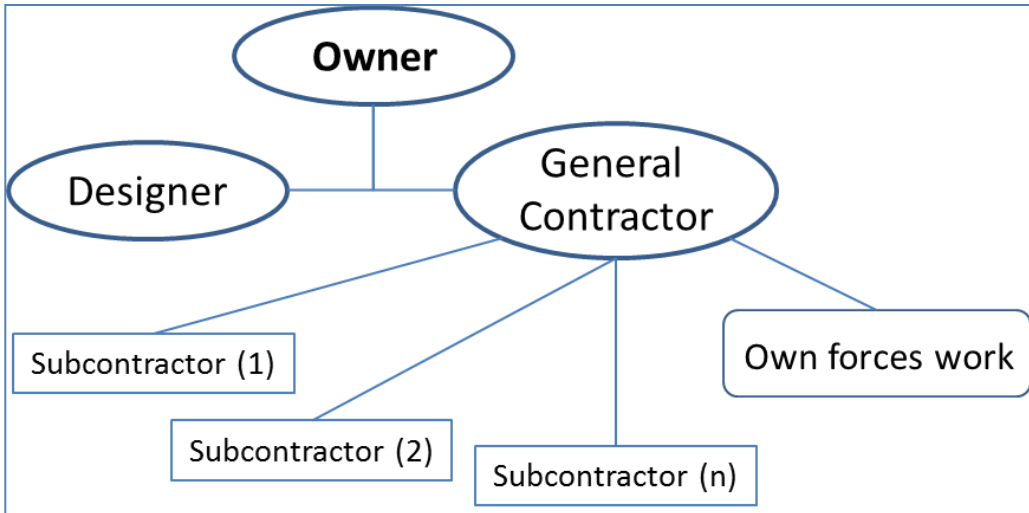 Owner
Designer
General
Contractor
Subcontractor (1)
Own forces work
Subcontractor (2)
Subcontractor (n)